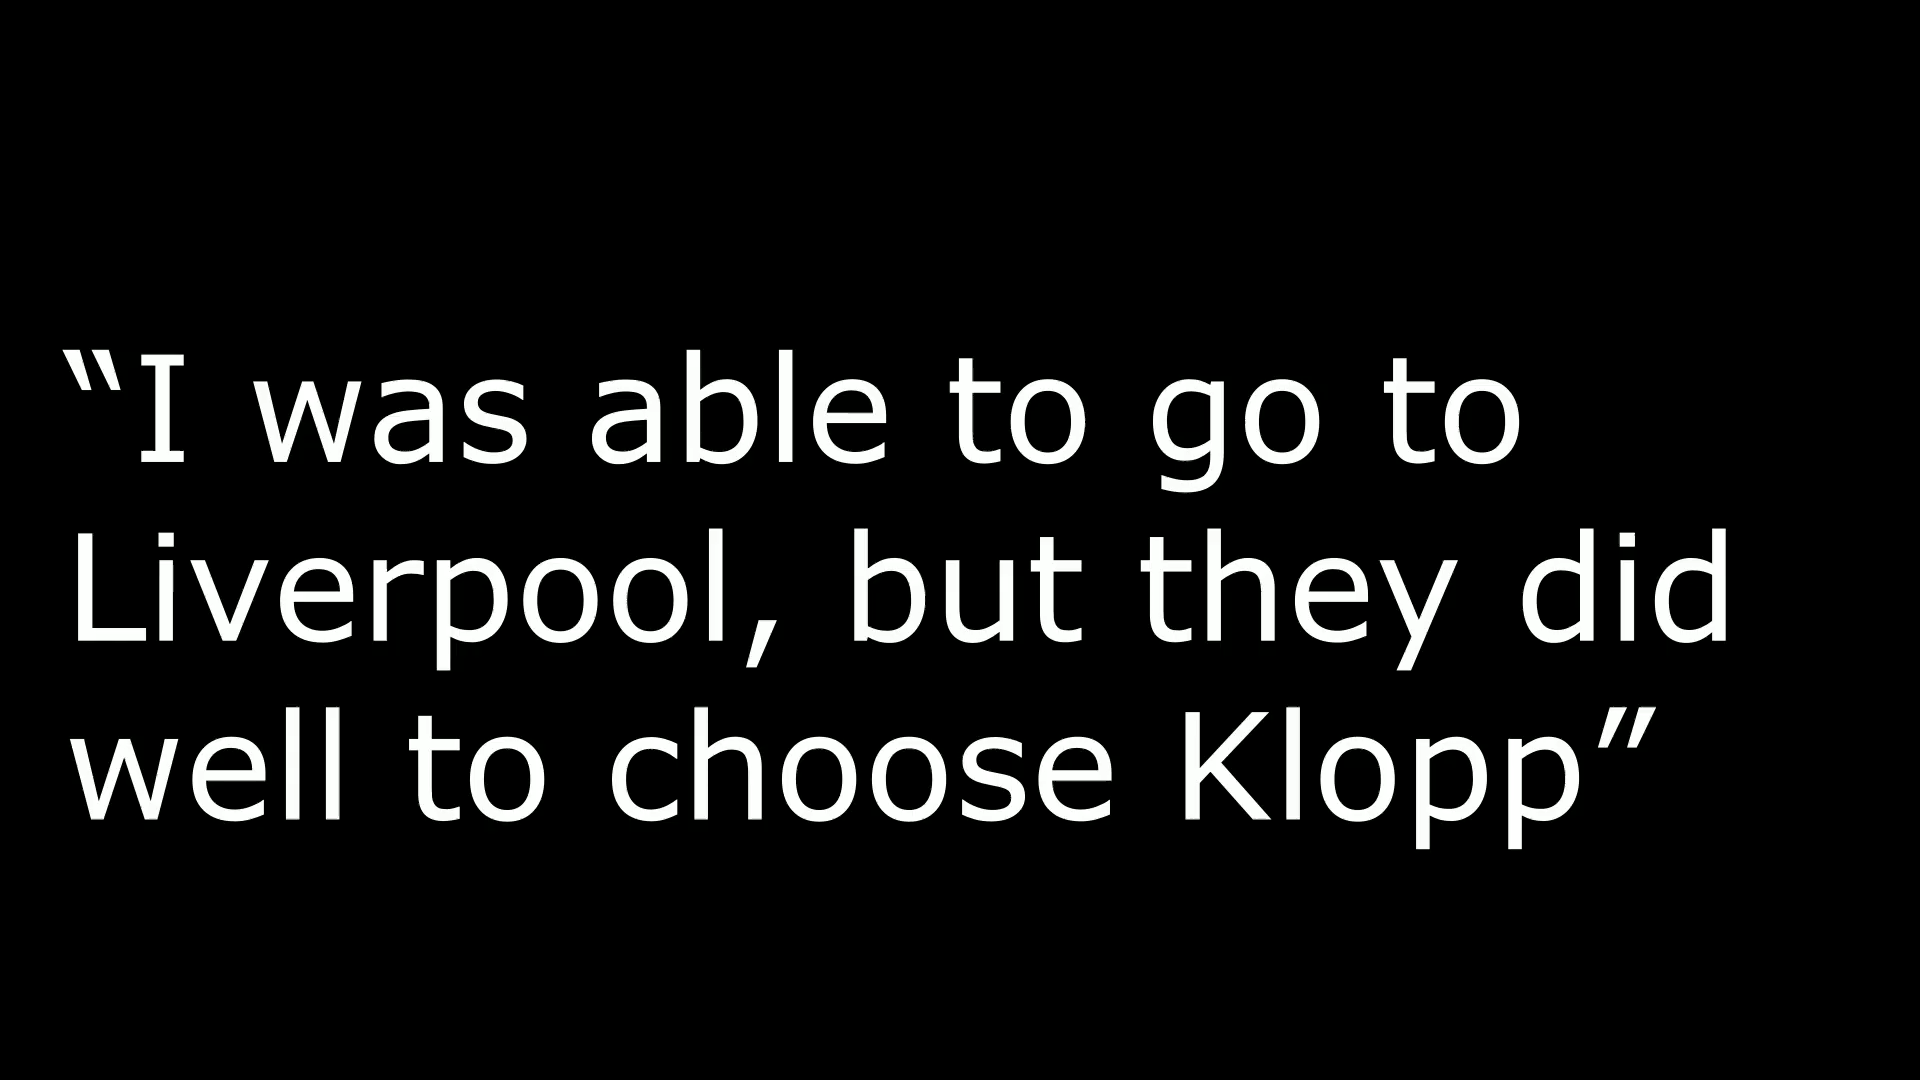 “I was able to go to
Liverpool, but they did
well to choose Klopp”